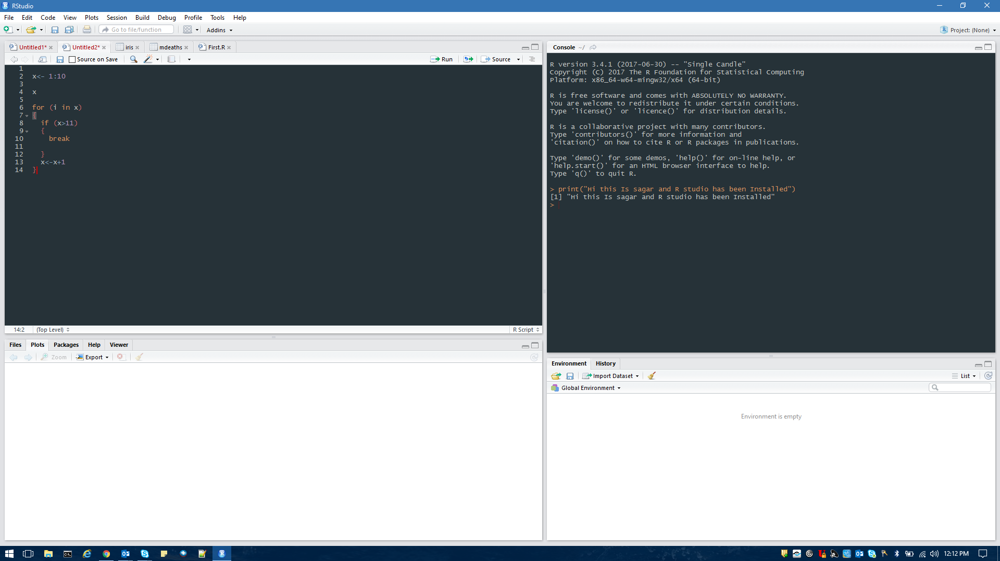 RStudio
File Edit Code View Plots Session Build Debug Profile Tools Help
Go to file/function Addins Project: (None)
Untitled1* Untitled2* iris mdeaths First.R
Source on Save Run Source
1
2 x<- 1:10
3
4 x
5
6 for (i in x)
7 {
8 if (x>11)
9 {
10 break
11
12 }
13 x<-x+1
14 }
14:2 (Top Level) R Script
Console ~/
R version 3.4.1 (2017-06-30) -- "Single Candle"
Copyright (C) 2017 The R Foundation for Statistical Computing
Platform: x86_64-w64-mingw32/x64 (64-bit)
R is free software and comes with ABSOLUTELY NO WARRANTY.
You are welcome to redistribute it under certain conditions.
Type 'license()' or 'licence()' for distribution details.
R is a collaborative project with many contributors.
Type 'contributors()' for more information and
'citation()' on how to cite R or R packages in publications.
Type 'demo()' for some demos, 'help()' for on-line help, or
'help.start()' for an HTML browser interface to help.
Type 'q()' to quit R.
> print("Hi this Is sagar and R studio has been Installed")
[1] "Hi this Is sagar and R studio has been Installed"
>
Files Plots Packages Help Viewer
Zoom Export
Environment History
Import Dataset List
Global Environment
Environment is empty
12:12 PM